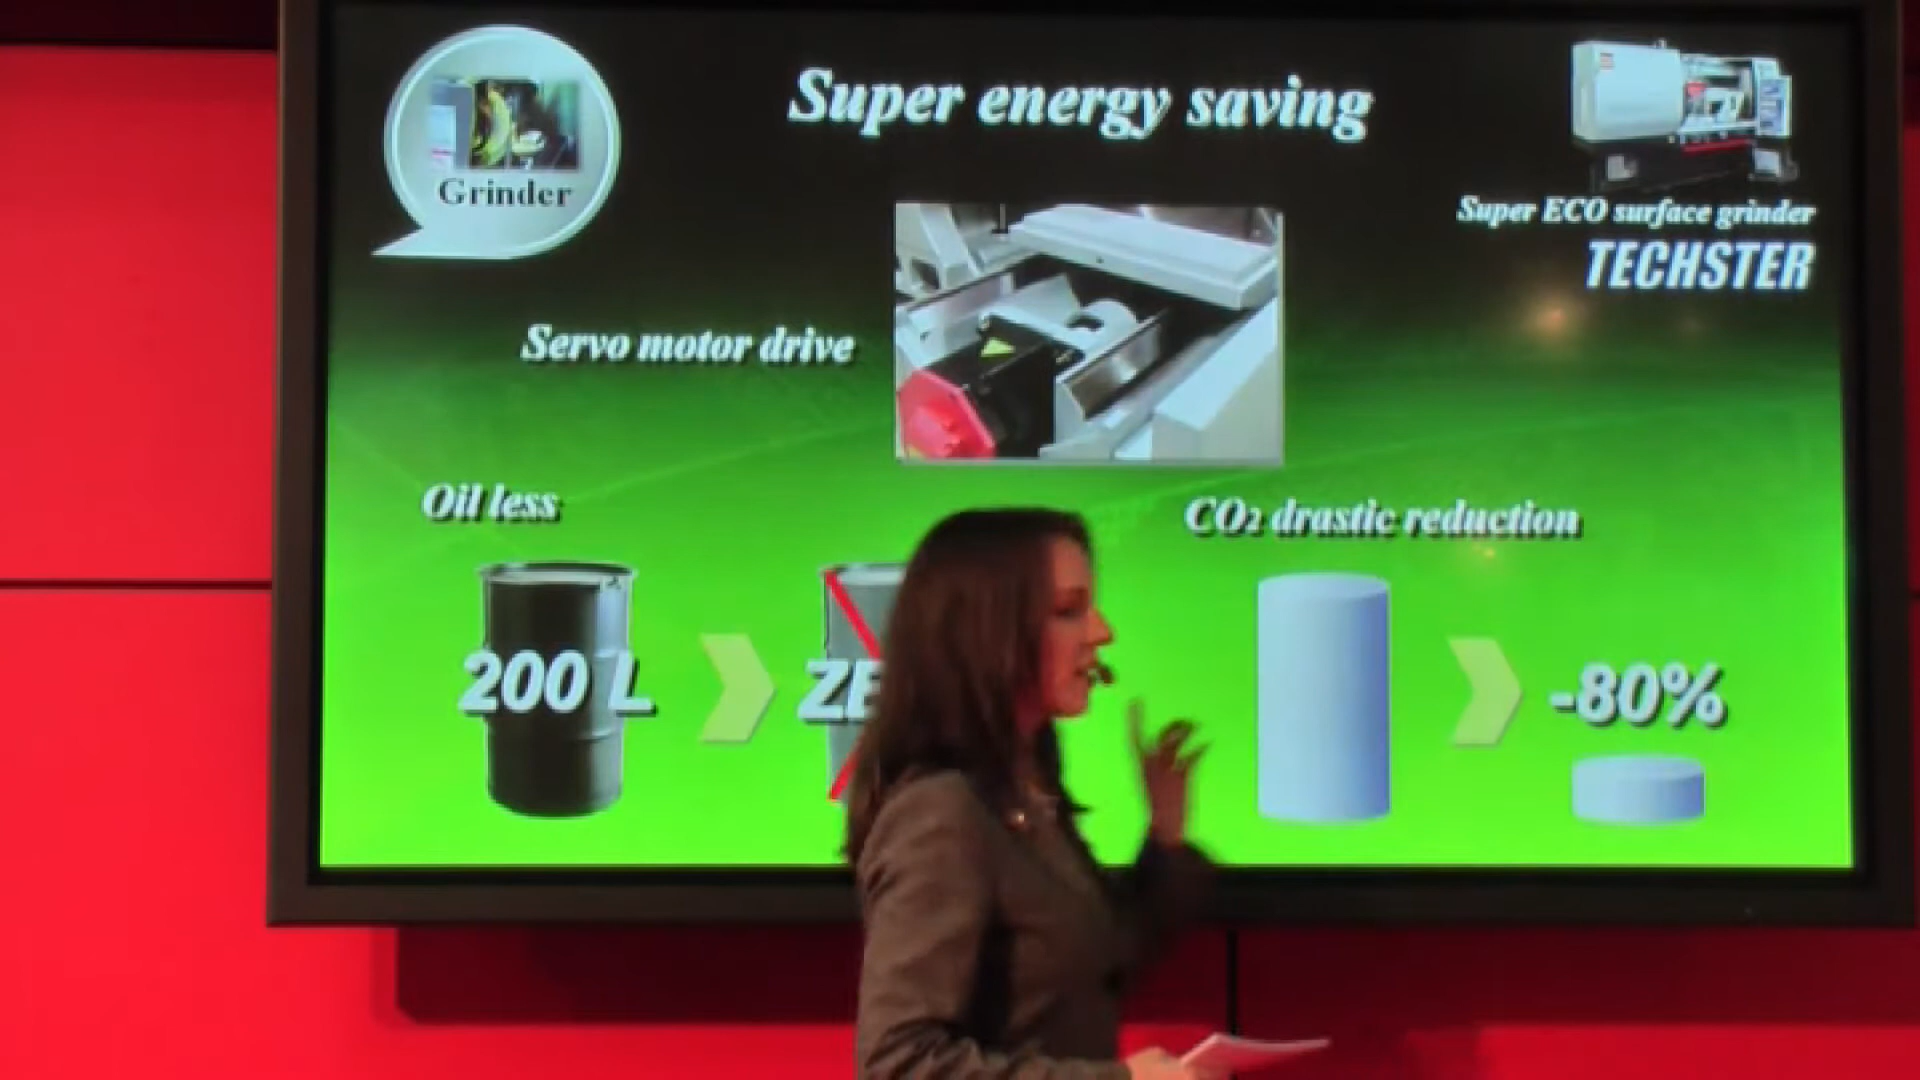 Grinder
Super energy saving
Super ECO surface grinder
TECHSTER
Servo motor drive
Oil less
CO2 drastic reduction
200 L
-80%